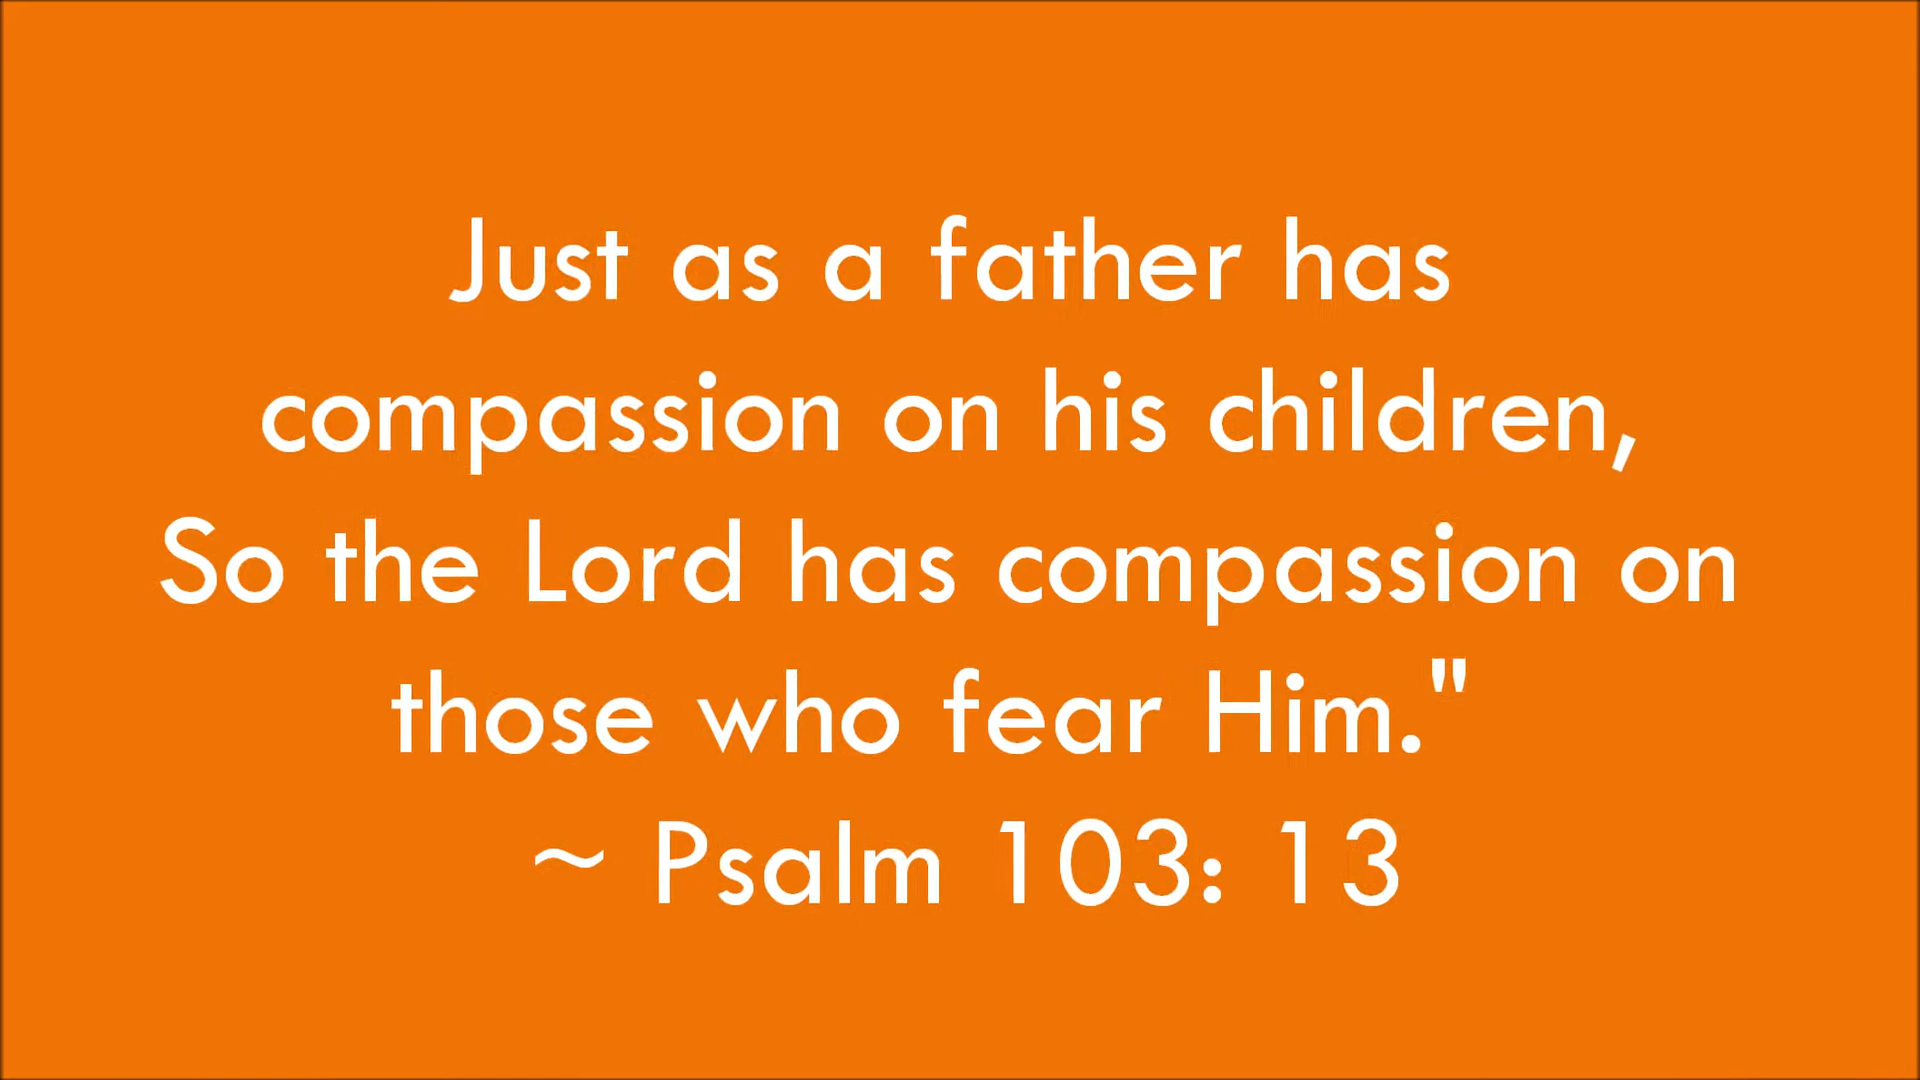 Just as a father has
compassion on his children,
So the Lord has compassion on
those who fear Him."
~ Psalm 103: 13